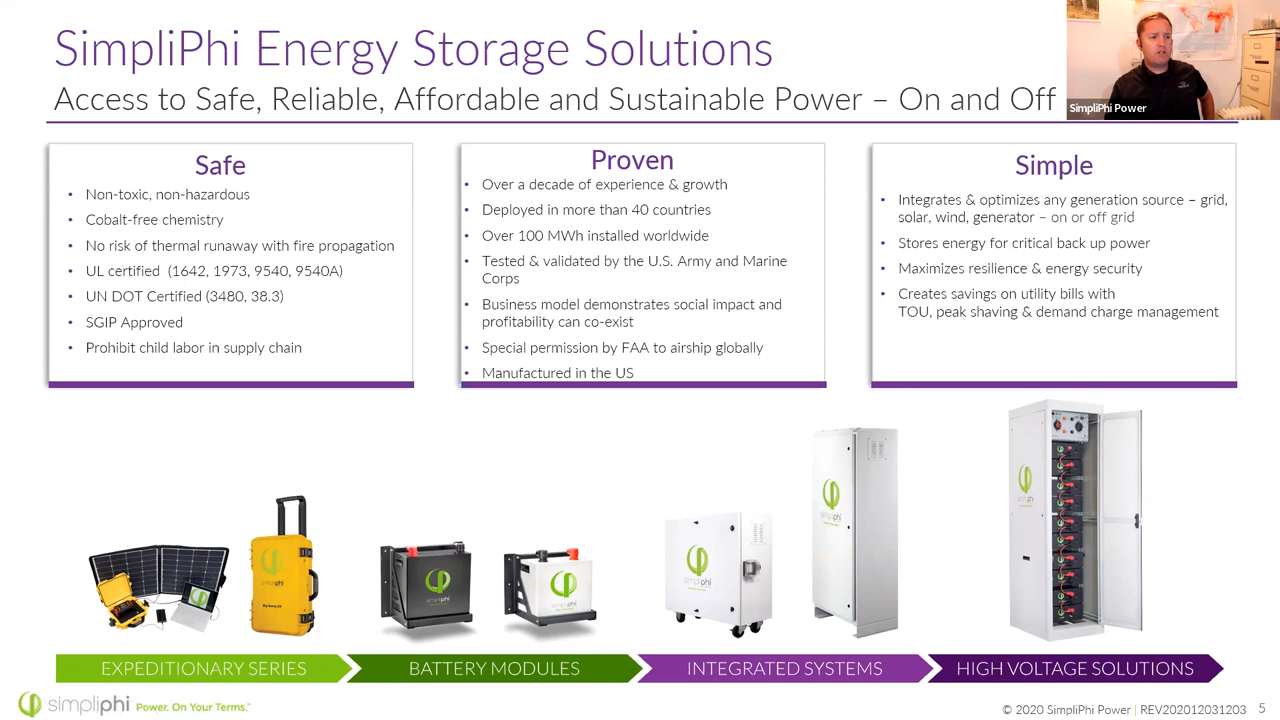 SimpliPhi Energy Storage Solutions
Access to Safe, Reliable, Affordable and Sustainable Power – On and Off
SimpliPhi Power
Safe
• Non-toxic, non-hazardous
• Cobalt-free chemistry
• No risk of thermal runaway with fire propagation
• UL certified (1642, 1973, 9540, 9540A)
• UN DOT Certified (3480, 38.3)
• SGIP Approved
• Prohibit child labor in supply chain
Proven
• Over a decade of experience & growth
• Deployed in more than 40 countries
• Over 100 MWh installed worldwide
• Tested & validated by the U.S. Army and Marine
Corps
• Business model demonstrates social impact and
profitability can co-exist
• Special permission by FAA to airship globally
• Manufactured in the US
Simple
• Integrates & optimizes any generation source – grid,
solar, wind, generator – on or off grid
• Stores energy for critical back up power
• Maximizes resilience & energy security
• Creates savings on utility bills with
TOU, peak shaving & demand charge management
simpliphi
simpliphi
simpliphi
simpliphi
simpliphi
simpliphi
EXPEDITIONARY SERIES
BATTERY MODULES
INTEGRATED SYSTEMS
HIGH VOLTAGE SOLUTIONS
simpliphi Power. On Your Terms.™
© 2020 SimpliPhi Power | REV202012031203 5